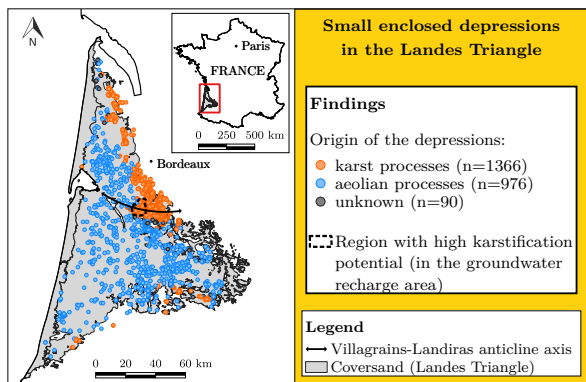 N
Paris
FRANCE
0 250 500 km
Bordeaux
0 20 40 60 km
Small enclosed depressions
in the Landes Triangle
Findings
Origin of the depressions:
karst processes (n=1366)
aeolian processes (n=976)
unknown (n=90)
Region with high karstification
potential (in the groundwater
recharge area)
Legend
Villagrains-Landiras anticline axis
Coversand (Landes Triangle)